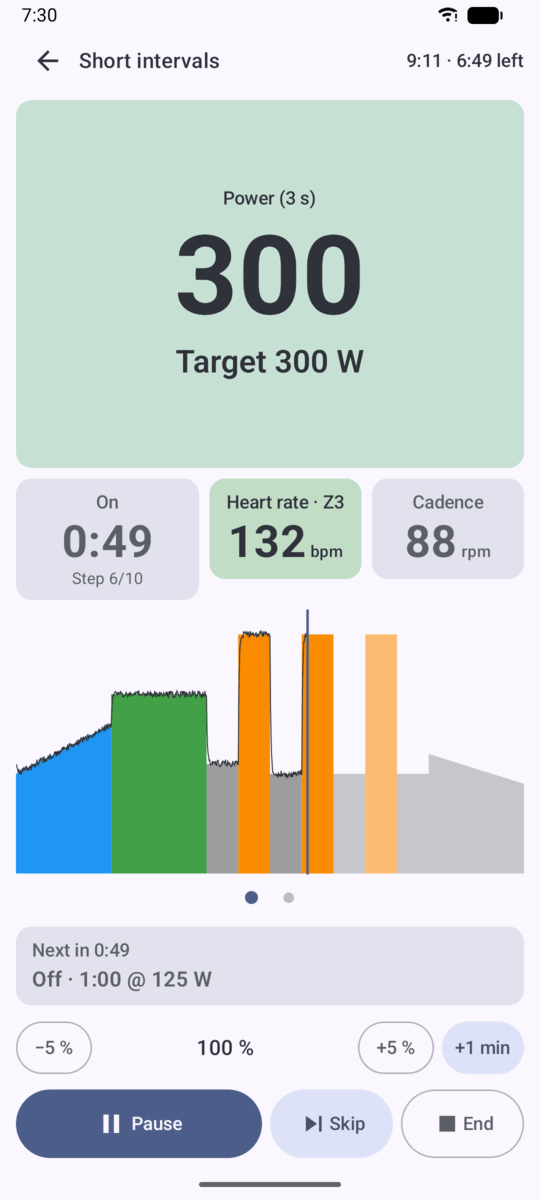 7:30
Short intervals
9:11 · 6:49 left
Power (3 s)
300
Target 300 W
On
0:49
Step 6/10
Heart rate · Z3
132 bpm
Cadence
88 rpm
Next in 0:49
Off · 1:00 @ 125 W
−5 %
100 %
+5 %
+1 min
Pause
Skip
End